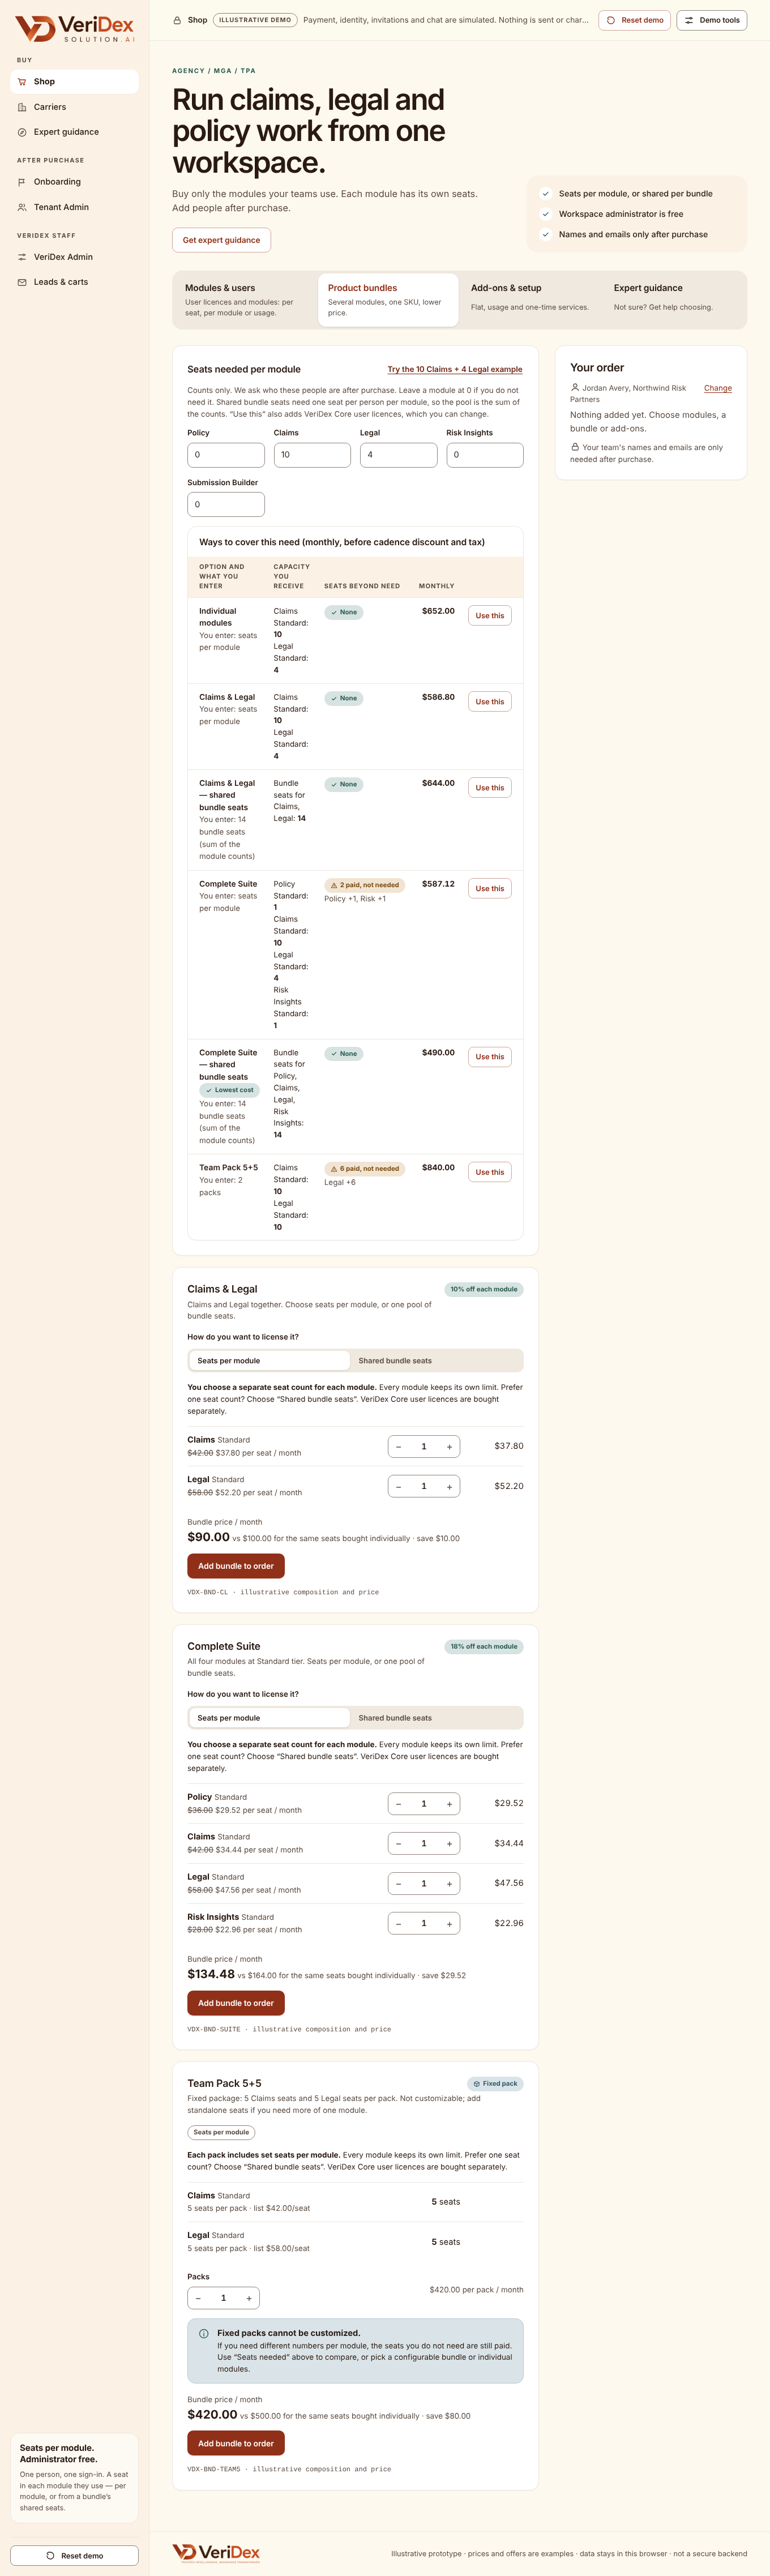 VeriDex
SOLUTION.AI
BUY
Shop
Carriers
Expert guidance
AFTER PURCHASE
Onboarding
Tenant Admin
VERIDEX STAFF
VeriDex Admin
Leads & carts
Seats per module.
Administrator free.
One person, one sign-in. A seat
in each module they use — per
module, or from a bundle's
shared seats.
Reset demo
Shop
ILLUSTRATIVE DEMO
Payment, identity, invitations and chat are simulated. Nothing is sent or char...
Reset demo
Demo tools
AGENCY / MGA / TPA
Run claims, legal and
policy work from one
workspace.
Buy only the modules your teams use. Each module has its own seats.
Add people after purchase.
Get expert guidance
Seats per module, or shared per bundle
Workspace administrator is free
Names and emails only after purchase
Modules & users
User licences and modules: per
seat, per module or usage.
Product bundles
Several modules, one SKU, lower
price.
Add-ons & setup
Flat, usage and one-time services.
Expert guidance
Not sure? Get help choosing.
Seats needed per module
Try the 10 Claims + 4 Legal example
Counts only. We ask who these people are after purchase. Leave a module at 0 if you do not
need it. Shared bundle seats need one seat per person per module, so the pool is the sum of
the counts. “Use this” also adds VeriDex Core user licences, which you can change.
Policy
0
Claims
10
Legal
4
Risk Insights
0
Submission Builder
0
Ways to cover this need (monthly, before cadence discount and tax)
OPTION AND
WHAT YOU
ENTER
CAPACITY
YOU
RECEIVE
SEATS BEYOND NEED
MONTHLY
Individual
modules
You enter: seats
per module
Claims
Standard:
10
Legal
Standard:
4
None
$652.00
Use this
Claims & Legal
You enter: seats
per module
Claims
Standard:
10
Legal
Standard:
4
None
$586.80
Use this
Claims & Legal
— shared
bundle seats
You enter: 14
bundle seats
(sum of the
module counts)
Bundle
seats for
Claims,
Legal: 14
None
$644.00
Use this
Complete Suite
You enter: seats
per module
Policy
Standard:
1
Claims
Standard:
10
Legal
Standard:
4
Risk
Insights
Standard:
1
2 paid, not needed
Policy +1, Risk +1
$587.12
Use this
Complete Suite
— shared
bundle seats
Lowest cost
You enter: 14
bundle seats
(sum of the
module counts)
Bundle
seats for
Policy,
Claims,
Legal,
Risk
Insights:
14
None
$490.00
Use this
Team Pack 5+5
You enter: 2
packs
Claims
Standard:
10
Legal
Standard:
10
6 paid, not needed
Legal +6
$840.00
Use this
Your order
Jordan Avery, Northwind Risk
Partners
Change
Nothing added yet. Choose modules, a
bundle or add-ons.
Your team's names and emails are only
needed after purchase.
Claims & Legal
10% off each module
Claims and Legal together. Choose seats per module, or one pool of
bundle seats.
How do you want to license it?
Seats per module
Shared bundle seats
You choose a separate seat count for each module. Every module keeps its own limit. Prefer
one seat count? Choose “Shared bundle seats”. VeriDex Core user licences are bought
separately.
Claims Standard
$42.00 $37.80 per seat / month
− 1 +
$37.80
Legal Standard
$58.00 $52.20 per seat / month
− 1 +
$52.20
Bundle price / month
$90.00 vs $100.00 for the same seats bought individually · save $10.00
Add bundle to order
VDX-BND-CL · illustrative composition and price
Complete Suite
18% off each module
All four modules at Standard tier. Seats per module, or one pool of
bundle seats.
How do you want to license it?
Seats per module
Shared bundle seats
You choose a separate seat count for each module. Every module keeps its own limit. Prefer
one seat count? Choose “Shared bundle seats”. VeriDex Core user licences are bought
separately.
Policy Standard
$36.00 $29.52 per seat / month
− 1 +
$29.52
Claims Standard
$42.00 $34.44 per seat / month
− 1 +
$34.44
Legal Standard
$58.00 $47.56 per seat / month
− 1 +
$47.56
Risk Insights Standard
$28.00 $22.96 per seat / month
− 1 +
$22.96
Bundle price / month
$134.48 vs $164.00 for the same seats bought individually · save $29.52
Add bundle to order
VDX-BND-SUITE · illustrative composition and price
Team Pack 5+5
Fixed pack
Fixed package: 5 Claims seats and 5 Legal seats per pack. Not customizable; add
standalone seats if you need more of one module.
Seats per module
Each pack includes set seats per module. Every module keeps its own limit. Prefer one seat
count? Choose “Shared bundle seats”. VeriDex Core user licences are bought separately.
Claims Standard
5 seats per pack · list $42.00/seat
5 seats
Legal Standard
5 seats per pack · list $58.00/seat
5 seats
Packs
− 1 +
$420.00 per pack / month
Fixed packs cannot be customized.
If you need different numbers per module, the seats you do not need are still paid.
Use “Seats needed” above to compare, or pick a configurable bundle or individual
modules.
Bundle price / month
$420.00 vs $500.00 for the same seats bought individually · save $80.00
Add bundle to order
VDX-BND-TEAM5 · illustrative composition and price
VeriDex
Illustrative prototype · prices and offers are examples · data stays in this browser · not a secure backend